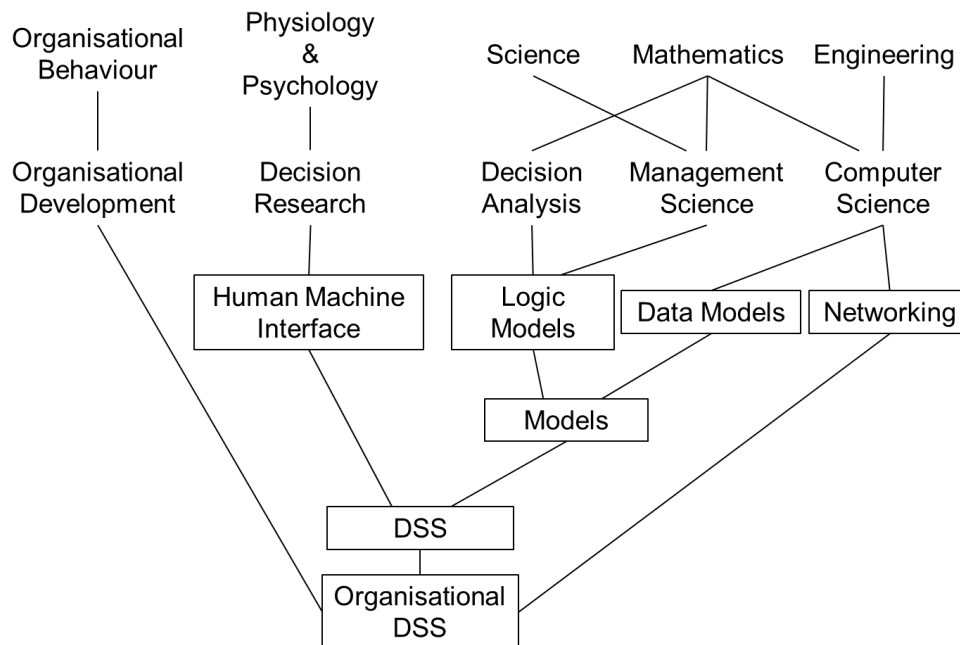 Organisational
Behaviour
Physiology
&
Psychology
Science
Mathematics
Engineering
Organisational
Development
Decision
Research
Decision
Analysis
Management
Science
Computer
Science
Human Machine
Interface
Logic
Models
Data Models
Networking
Models
DSS
Organisational
DSS